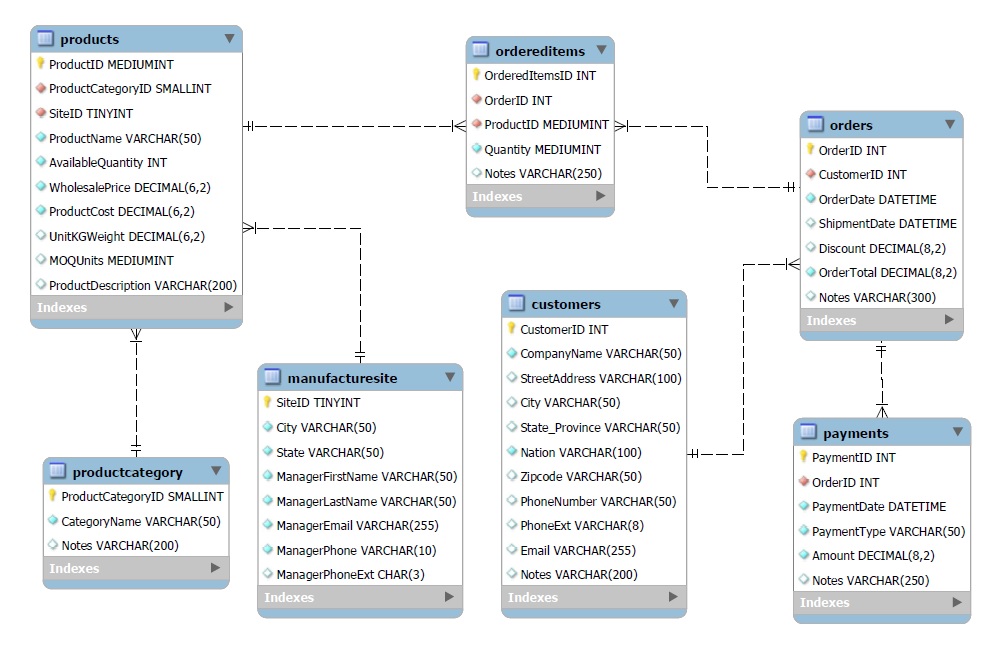 products
ProductID MEDIUMINT
ProductCategoryID SMALLINT
SiteID TINYINT
ProductName VARCHAR(50)
AvailableQuantity INT
WholesalePrice DECIMAL(6,2)
ProductCost DECIMAL(6,2)
UnitKGWeight DECIMAL(6,2)
MOQUnits MEDIUMINT
ProductDescription VARCHAR(200)
Indexes
ordereditems
OrderedItemsID INT
OrderID INT
ProductID MEDIUMINT
Quantity MEDIUMINT
Notes VARCHAR(250)
Indexes
orders
OrderID INT
CustomerID INT
OrderDate DATETIME
ShipmentDate DATETIME
Discount DECIMAL(8,2)
OrderTotal DECIMAL(8,2)
Notes VARCHAR(300)
Indexes
productcategory
ProductCategoryID SMALLINT
CategoryName VARCHAR(50)
Notes VARCHAR(200)
Indexes
manufacturesite
SiteID TINYINT
City VARCHAR(50)
State VARCHAR(50)
ManagerFirstName VARCHAR(50)
ManagerLastName VARCHAR(50)
ManagerEmail VARCHAR(255)
ManagerPhone VARCHAR(10)
ManagerPhoneExt CHAR(3)
Indexes
customers
CustomerID INT
CompanyName VARCHAR(50)
StreetAddress VARCHAR(100)
City VARCHAR(50)
State_Province VARCHAR(50)
Nation VARCHAR(100)
Zipcode VARCHAR(50)
PhoneNumber VARCHAR(50)
PhoneExt VARCHAR(8)
Email VARCHAR(255)
Notes VARCHAR(200)
Indexes
payments
PaymentID INT
OrderID INT
PaymentDate DATETIME
PaymentType VARCHAR(50)
Amount DECIMAL(8,2)
Notes VARCHAR(250)
Indexes